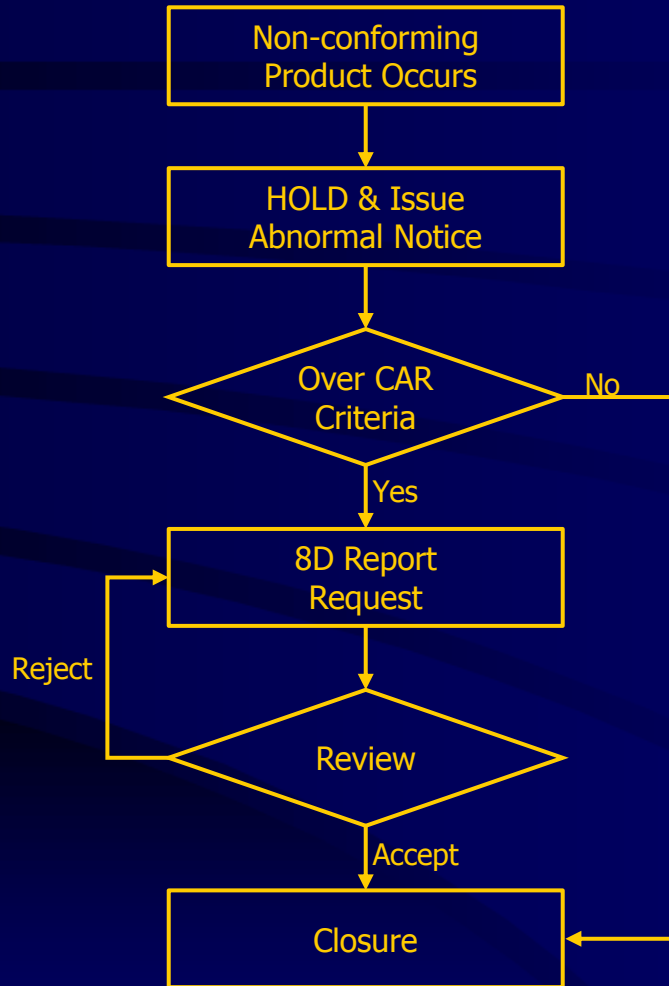 Non-conforming
Product Occurs
HOLD & Issue
Abnormal Notice
Over CAR
Criteria
No
Yes
8D Report
Request
Reject
Review
Accept
Closure